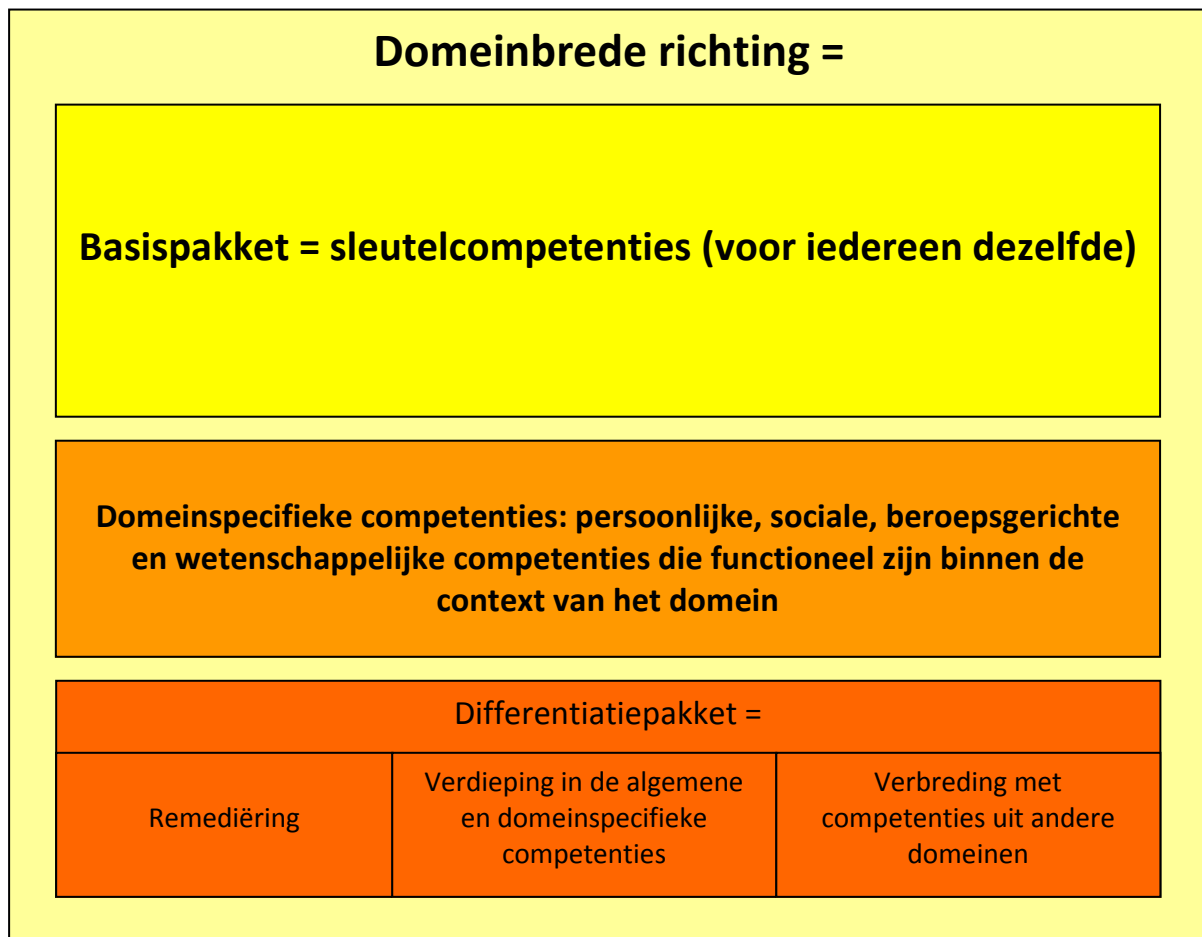 Domeinbrede richting =
Basispakket = sleutelcompetenties (voor iedereen dezelfde)
Domeinspecifieke competenties: persoonlijke, sociale, beroepsgerichte
en wetenschappelijke competenties die functioneel zijn binnen de
context van het domein
Differentiatiepakket =
Remediëring
Verdieping in de algemene
en domeinspecifieke
competenties
Verbreding met
competenties uit andere
domeinen